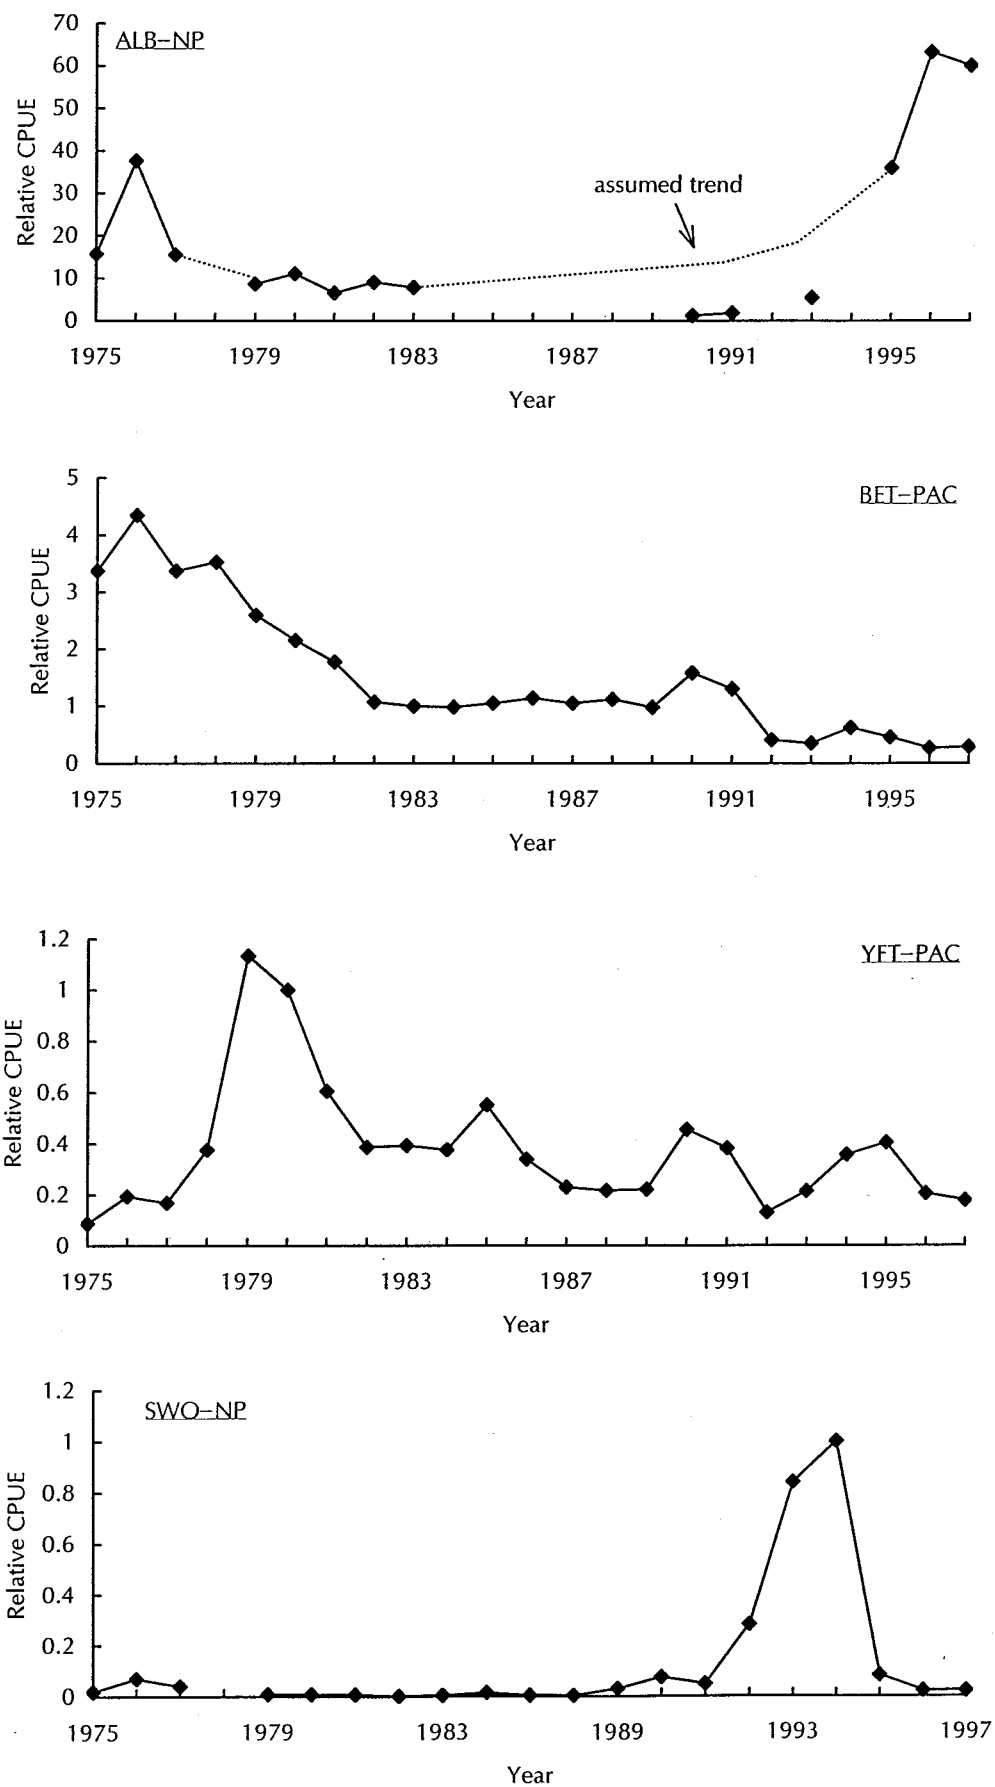 ALB–NP
70
60
50
40
30
20
10
0
Relative CPUE
assumed trend
1975 1979 1983 1987 1991 1995
Year
BET–PAC
5
4
3
2
1
0
Relative CPUE
1975 1979 1983 1987 1991 1995
Year
YFT–PAC
1.2
1
0.8
0.6
0.4
0.2
0
Relative CPUE
1975 1979 1983 1987 1991 1995
Year
SWO–NP
1.2
1
0.8
0.6
0.4
0.2
0
Relative CPUE
1975 1979 1983 1989 1993 1997
Year